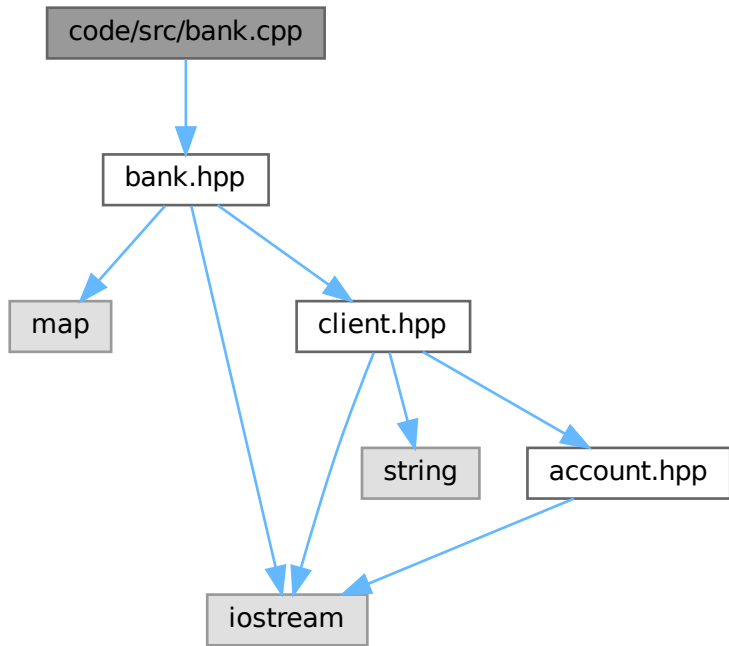 code/src/bank.cpp
bank.hpp
map
client.hpp
string
account.hpp
iostream